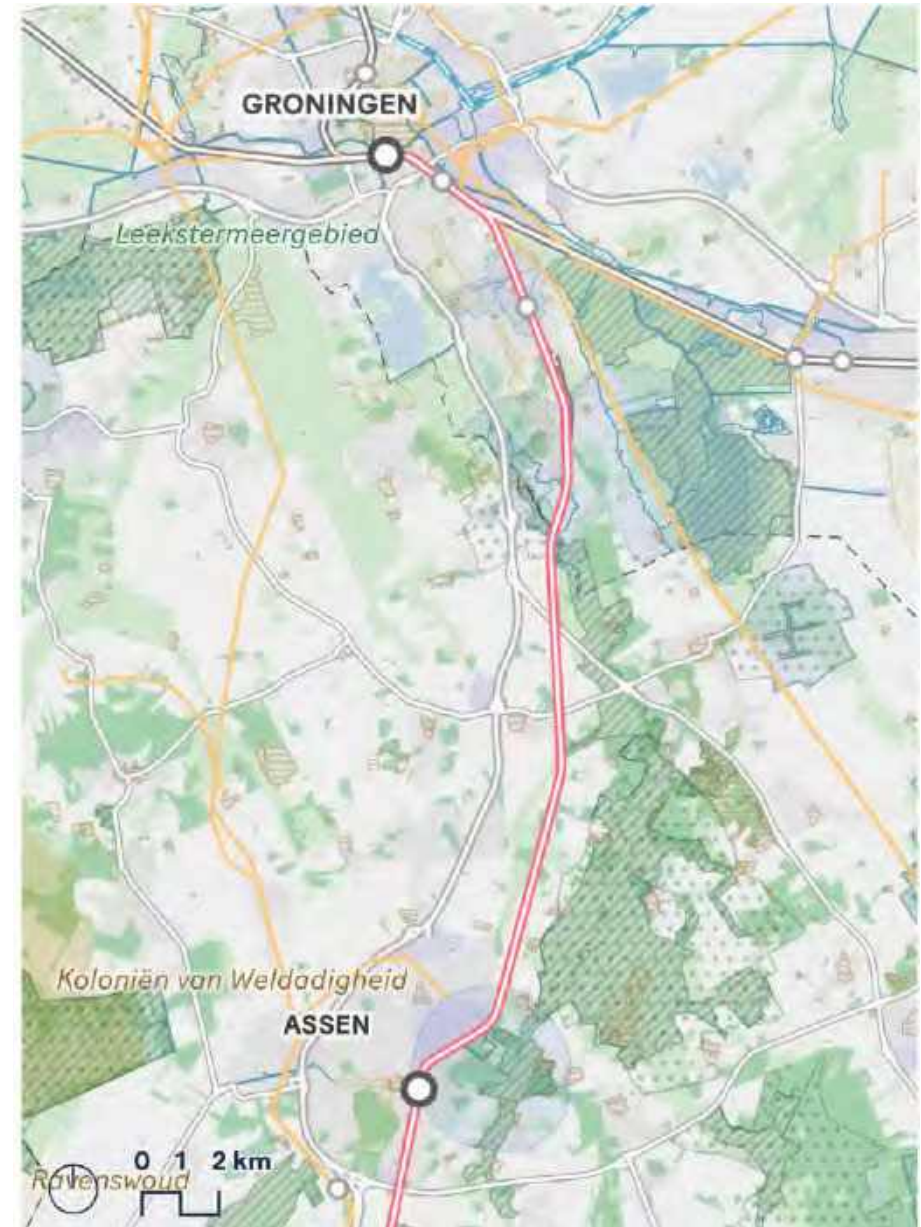 GRONINGEN
Leekstermeergebied
Koloniën van Weldadigheid
ASSEN
0 1 2 km
Ravenswoud